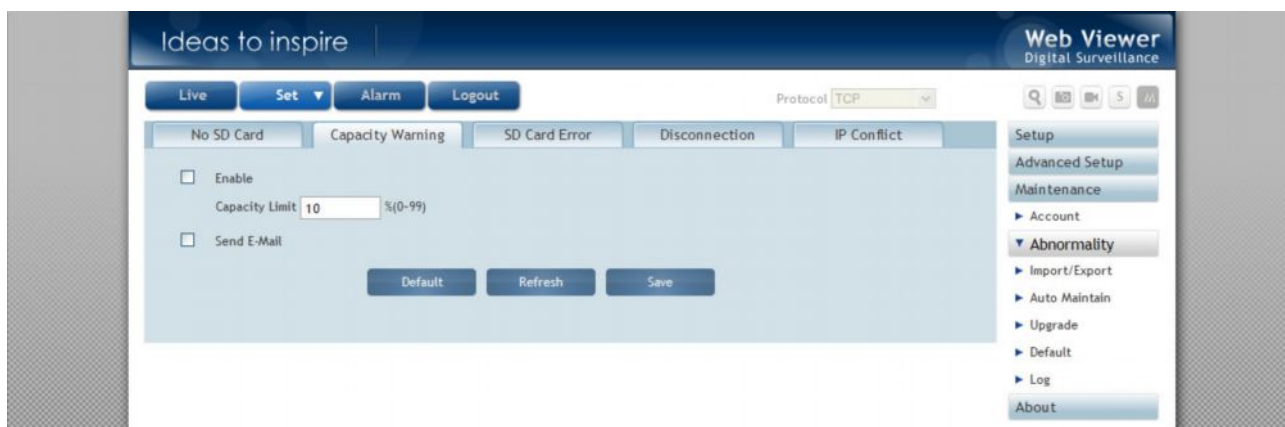 Ideas to inspire
Web Viewer
Digital Surveillance
Live Set Alarm Logout Protocol TCP S
No SD Card Capacity Warning SD Card Error Disconnection IP Conflict
Enable
Capacity Limit 10 %(0~99)
Send E-Mail
Default Refresh Save
Setup
Advanced Setup
Maintenance
Account
Abnormality
Import/Export
Auto Maintain
Upgrade
Default
Log
About